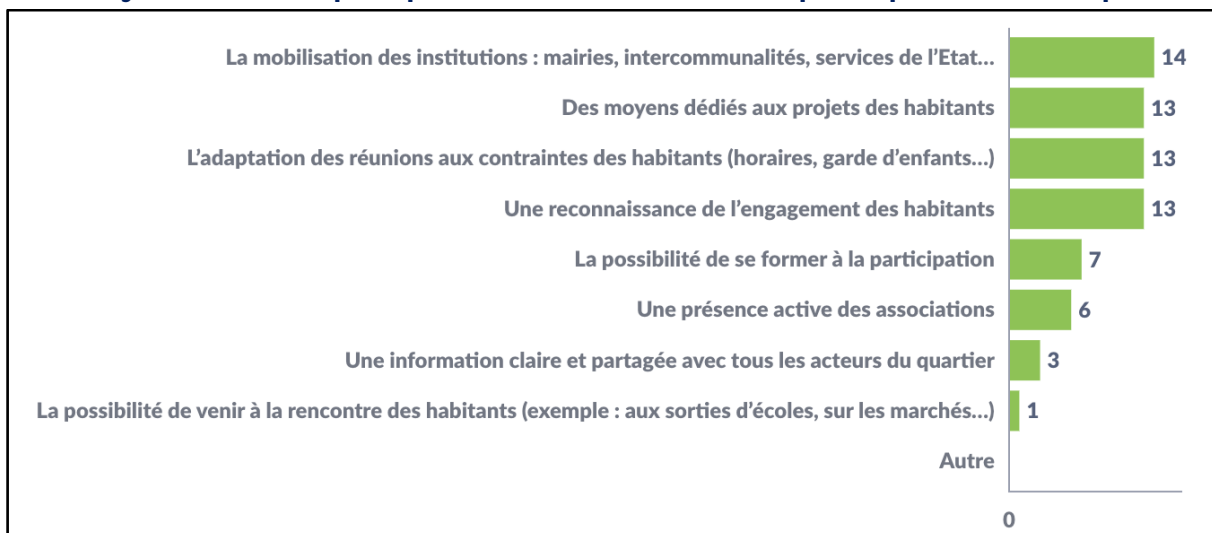 La mobilisation des institutions : mairies, intercommunalités, services de l'Etat... 14
Des moyens dédiés aux projets des habitants 13
L'adaptation des réunions aux contraintes des habitants (horaires, garde d'enfants...) 13
Une reconnaissance de l'engagement des habitants 13
La possibilité de se former à la participation 7
Une présence active des associations 6
Une information claire et partagée avec tous les acteurs du quartier 3
La possibilité de venir à la rencontre des habitants (exemple : aux sorties d'écoles, sur les marchés...) 1
Autre
0